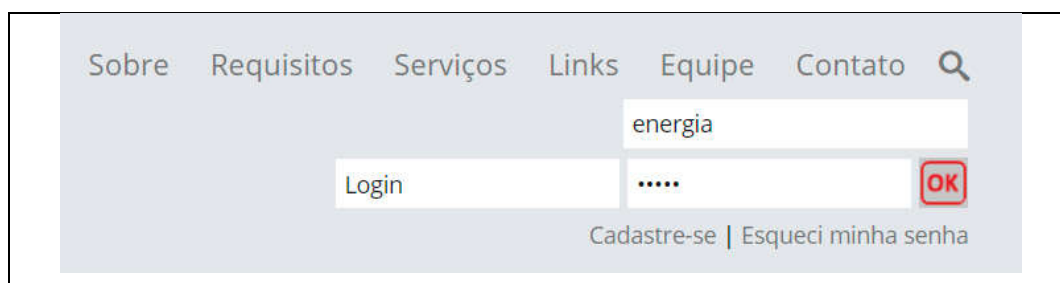 Sobre Requisitos Serviços Links Equipe Contato
energia
Login ••••• OK
Cadastre-se | Esqueci minha senha